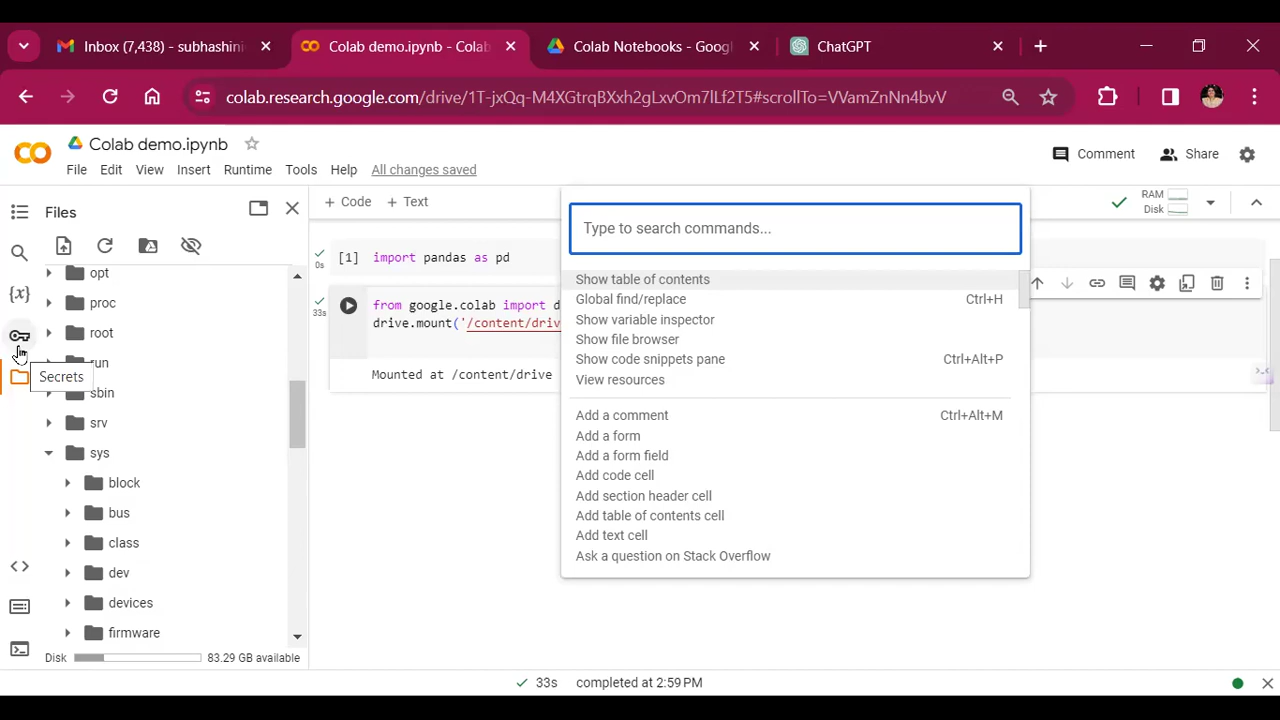 Inbox (7,438) - subhashini
Colab demo.ipynb - Colab
Colab Notebooks - Goog
ChatGPT
colab.research.google.com/drive/1T-jxQq-M4XGtrqBXxh2gLxvOm7lLf2T5#scrollTo=VVamZnNn4bvV
Colab demo.ipynb
Comment
Share
File Edit View Insert Runtime Tools Help All changes saved
Files
+ Code + Text
RAM
Disk
Type to search commands...
opt
proc
root
run
Secrets
sbin
srv
sys
block
bus
class
dev
devices
firmware
{x}
0s
[1] import pandas as pd
33s
from google.colab import d
drive.mount('/content/driv
Mounted at /content/drive
Show table of contents
Global find/replace Ctrl+H
Show variable inspector
Show file browser
Show code snippets pane Ctrl+Alt+P
View resources
Add a comment Ctrl+Alt+M
Add a form
Add a form field
Add code cell
Add section header cell
Add table of contents cell
Add text cell
Ask a question on Stack Overflow
Disk 83.29 GB available
33s completed at 2:59 PM